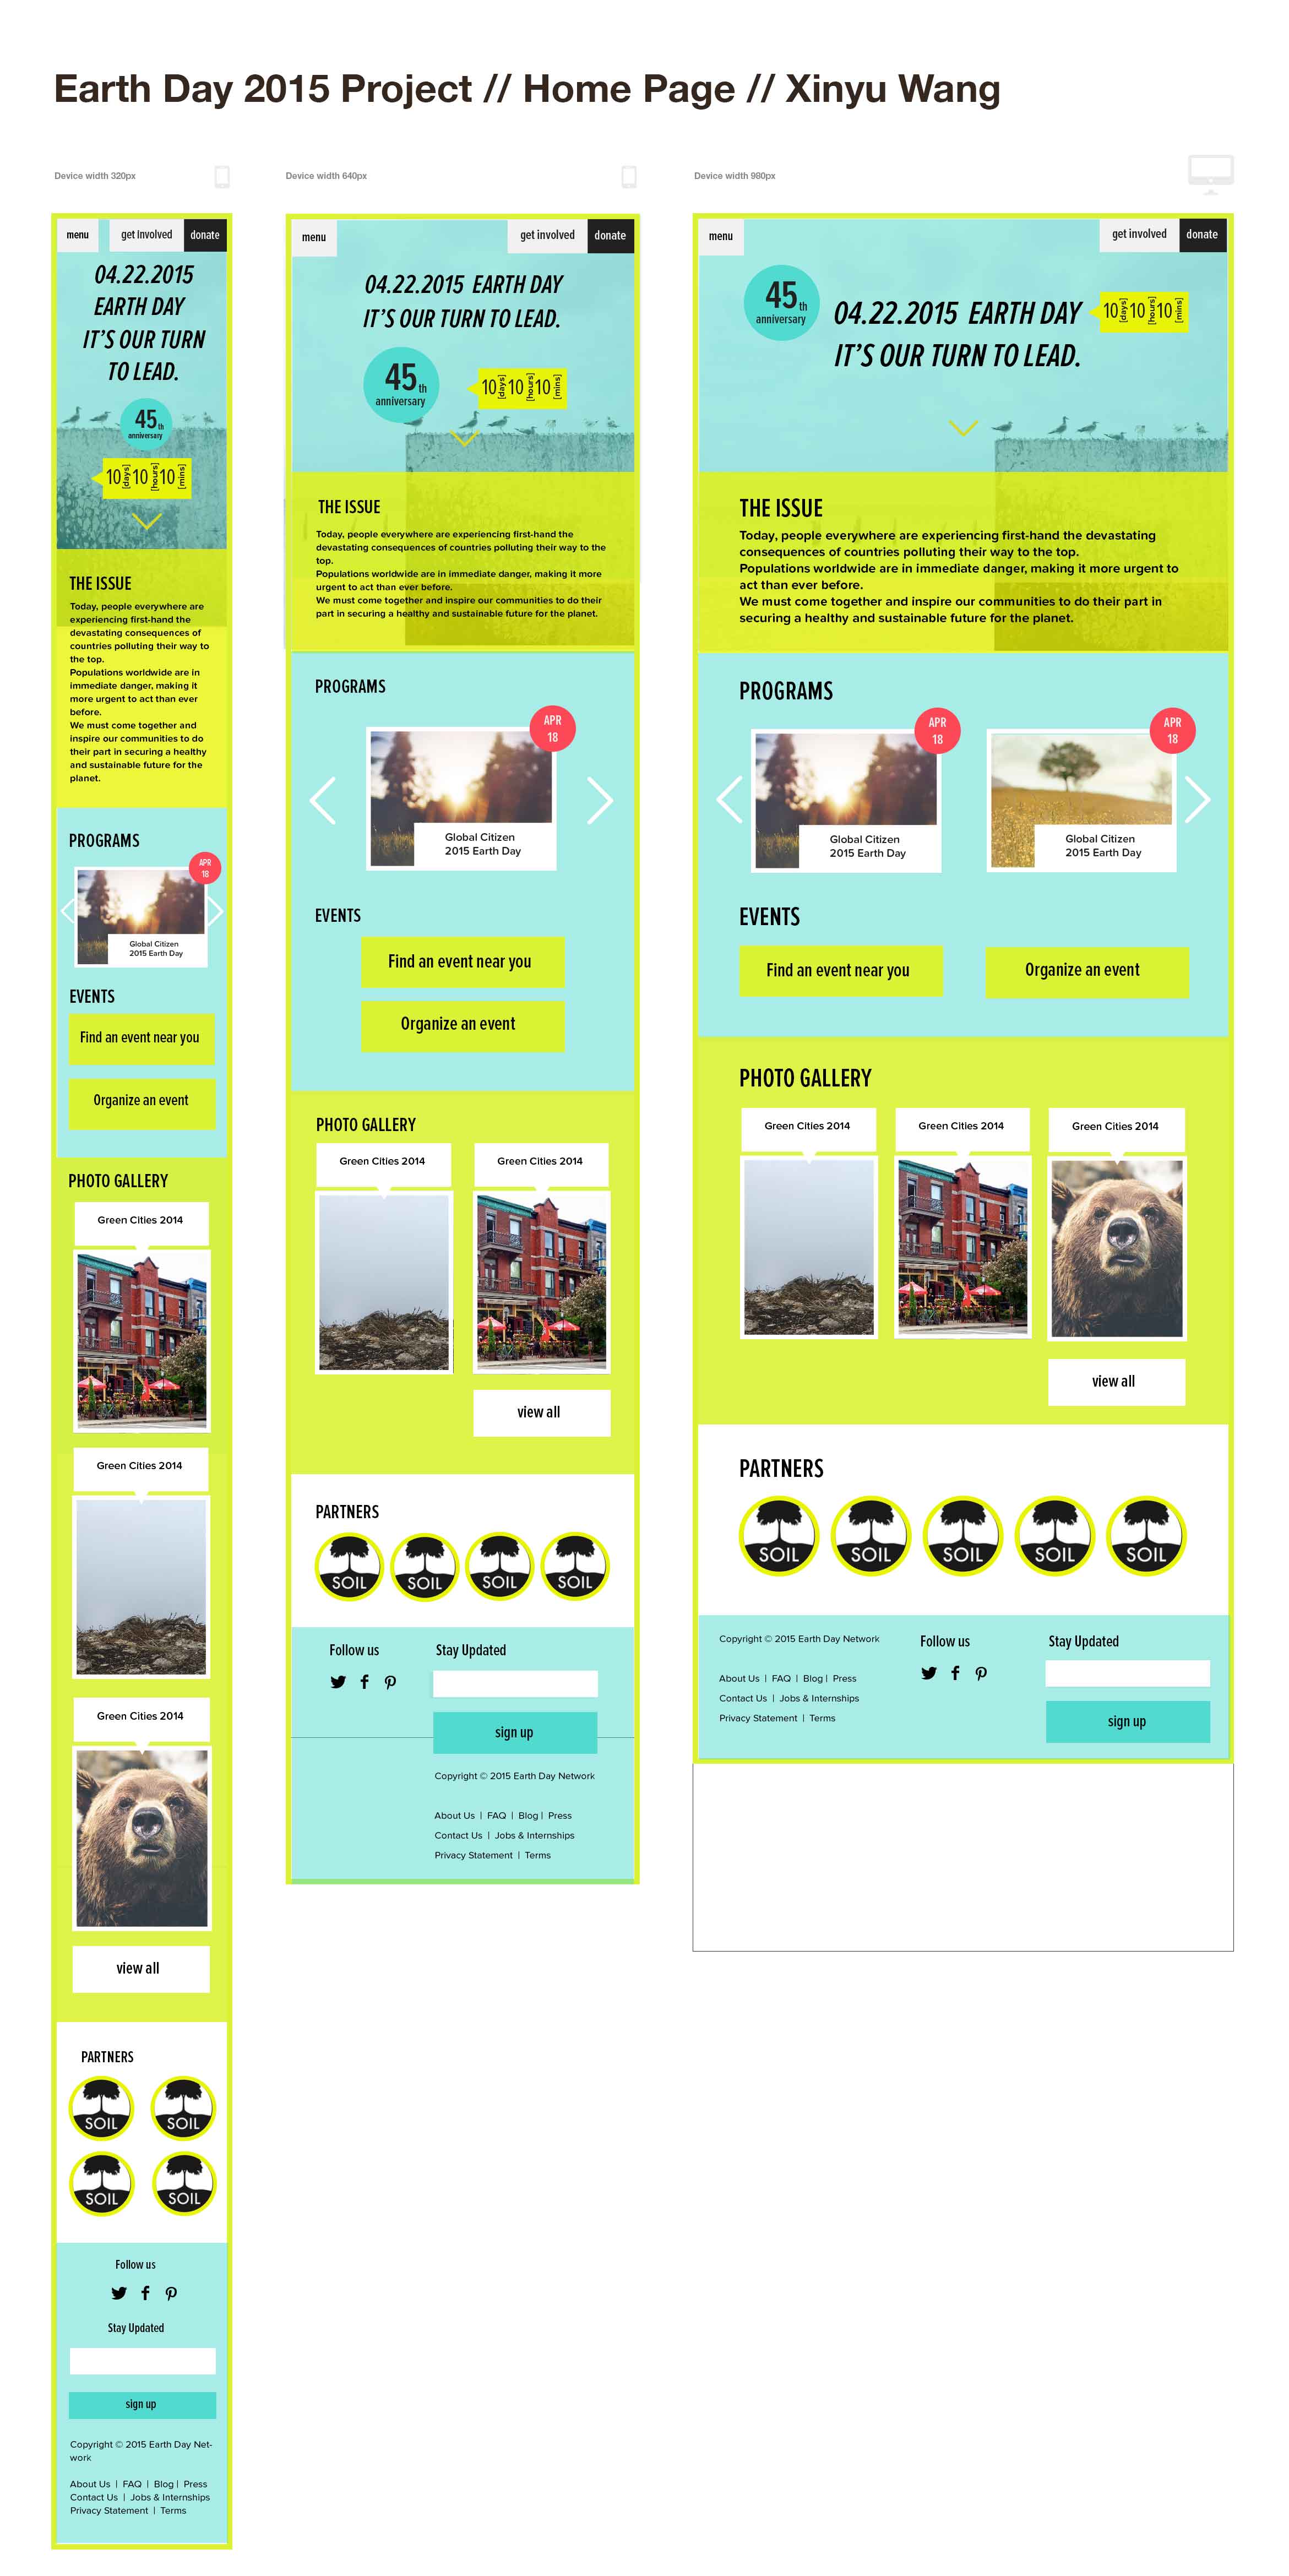 Earth Day 2015 Project // Home Page // Xinyu Wang
Device width 320px
menu
get Involved
donate
04.22.2015
EARTH DAY
IT'S OUR TURN
TO LEAD.
45th
anniversary
10 [days] 10 [hours] 10 [mins]
THE ISSUE
Today, people everywhere are
experiencing first-hand the
devastating consequences of
countries polluting their way to
the top.
Populations worldwide are in
immediate danger, making it
more urgent to act than ever
before.
We must come together and
inspire our communities to do
their part in securing a healthy
and sustainable future for the
planet.
PROGRAMS
APR
18
Global Citizen
2015 Earth Day
EVENTS
Find an event near you
Organize an event
PHOTO GALLERY
Green Cities 2014
Green Cities 2014
Green Cities 2014
view all
PARTNERS
SOIL
SOIL
SOIL
SOIL
Follow us
Stay Updated
sign up
Copyright © 2015 Earth Day Net-
work
About Us | FAQ | Blog | Press
Contact Us | Jobs & Internships
Privacy Statement | Terms
Device width 640px
menu
get involved
donate
04.22.2015 EARTH DAY
IT'S OUR TURN TO LEAD.
45th
anniversary
10 [days] 10 [hours] 10 [mins]
THE ISSUE
Today, people everywhere are experiencing first-hand the
devastating consequences of countries polluting their way to the
top.
Populations worldwide are in immediate danger, making it more
urgent to act than ever before.
We must come together and inspire our communities to do their
part in securing a healthy and sustainable future for the planet.
PROGRAMS
APR
18
Global Citizen
2015 Earth Day
EVENTS
Find an event near you
Organize an event
PHOTO GALLERY
Green Cities 2014
Green Cities 2014
view all
PARTNERS
SOIL
SOIL
SOIL
SOIL
Follow us
Stay Updated
sign up
Copyright © 2015 Earth Day Network
About Us | FAQ | Blog | Press
Contact Us | Jobs & Internships
Privacy Statement | Terms
Device width 980px
menu
get involved
donate
45th
anniversary
04.22.2015 EARTH DAY
IT'S OUR TURN TO LEAD.
10 [days] 10 [hours] 10 [mins]
THE ISSUE
Today, people everywhere are experiencing first-hand the devastating
consequences of countries polluting their way to the top.
Populations worldwide are in immediate danger, making it more urgent to
act than ever before.
We must come together and inspire our communities to do their part in
securing a healthy and sustainable future for the planet.
PROGRAMS
APR
18
Global Citizen
2015 Earth Day
APR
18
Global Citizen
2015 Earth Day
EVENTS
Find an event near you
Organize an event
PHOTO GALLERY
Green Cities 2014
Green Cities 2014
Green Cities 2014
view all
PARTNERS
SOIL
SOIL
SOIL
SOIL
SOIL
Copyright © 2015 Earth Day Network
About Us | FAQ | Blog | Press
Contact Us | Jobs & Internships
Privacy Statement | Terms
Follow us
Stay Updated
sign up